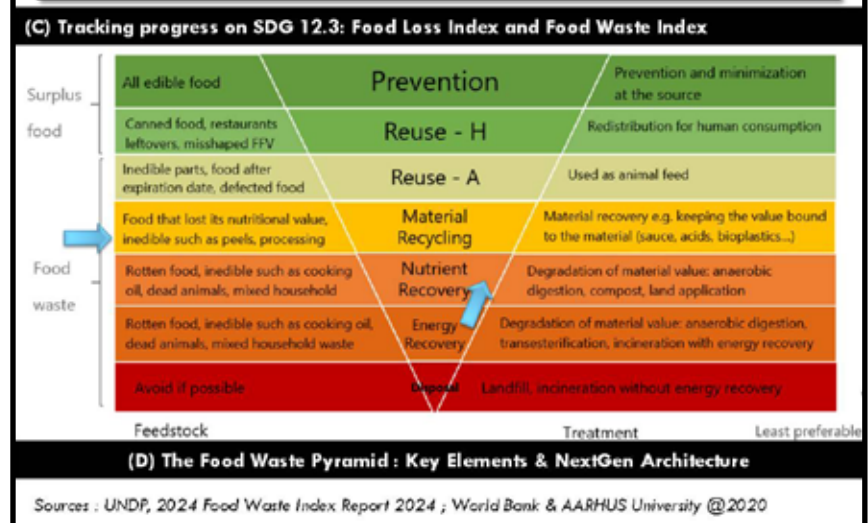 (C) Tracking progress on SDG 12.3: Food Loss Index and Food Waste Index
Surplus
food
All edible food
Prevention
Prevention and minimization
at the source
Canned food, restaurants
leftovers, misshaped FFV
Reuse - H
Redistribution for human consumption
Inedible parts, food after
expiration date, defected food
Reuse - A
Used as animal feed
Food
waste
Food that lost its nutritional value,
inedible such as peels, processing
Material
Recycling
Material recovery e.g. keeping the value bound
to the material (sauce, acids, bioplastics...)
Rotten food, inedible such as cooking
oil, dead animals, mixed household
Nutrient
Recovery
Degradation of material value: anaerobic
digestion, compost, land application
Rotten food, inedible such as cooking oil,
dead animals, mixed household waste
Energy
Recovery
Degradation of material value: anaerobic digestion,
transesterification, incineration with energy recovery
Avoid if possible
Disposal
Landfill, incineration without energy recovery
Feedstock
Treatment
Least preferable
(D) The Food Waste Pyramid : Key Elements & NextGen Architecture
Sources : UNDP, 2024 Food Waste Index Report 2024 ; World Bank & AARHUS University @2020